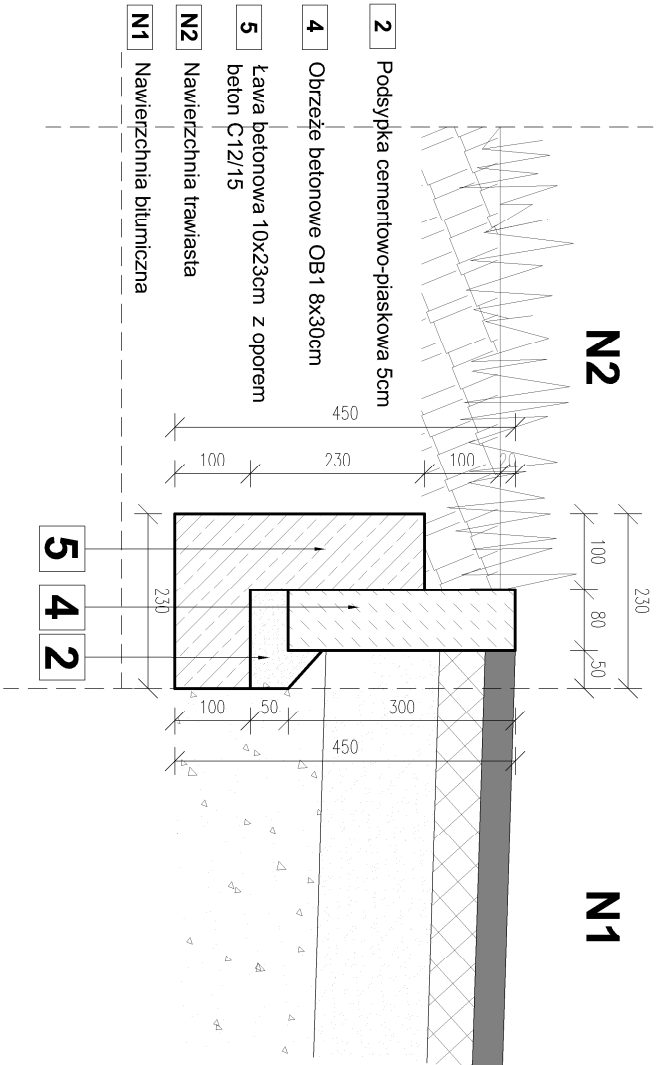 N2
N1
230
100 80 50
450
100 230 100 20
100 50 300
450
230
5
4
2
2 Podsypka cementowo-piaskowa 5cm
4 Obrzeże betonowe OB1 8x30cm
5 Ława betonowa 10x23cm z oporem
beton C12/15
N2 Nawierzchnia trawiasta
N1 Nawierzchnia bitumiczna